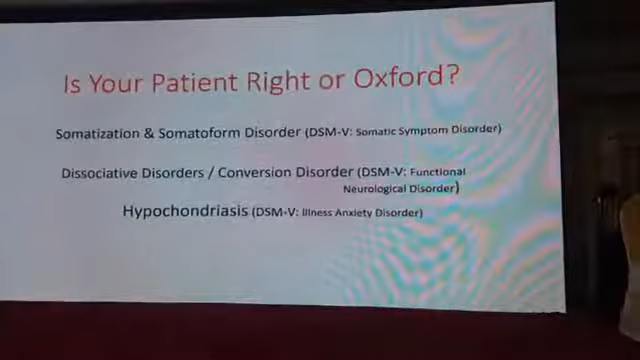 Is Your Patient Right or Oxford?
Somatization & Somatoform Disorder (DSM-V: Somatic Symptom Disorder)
Dissociative Disorders / Conversion Disorder (DSM-V: Functional
Neurological Disorder)
Hypochondriasis (DSM-V: Illness Anxiety Disorder)